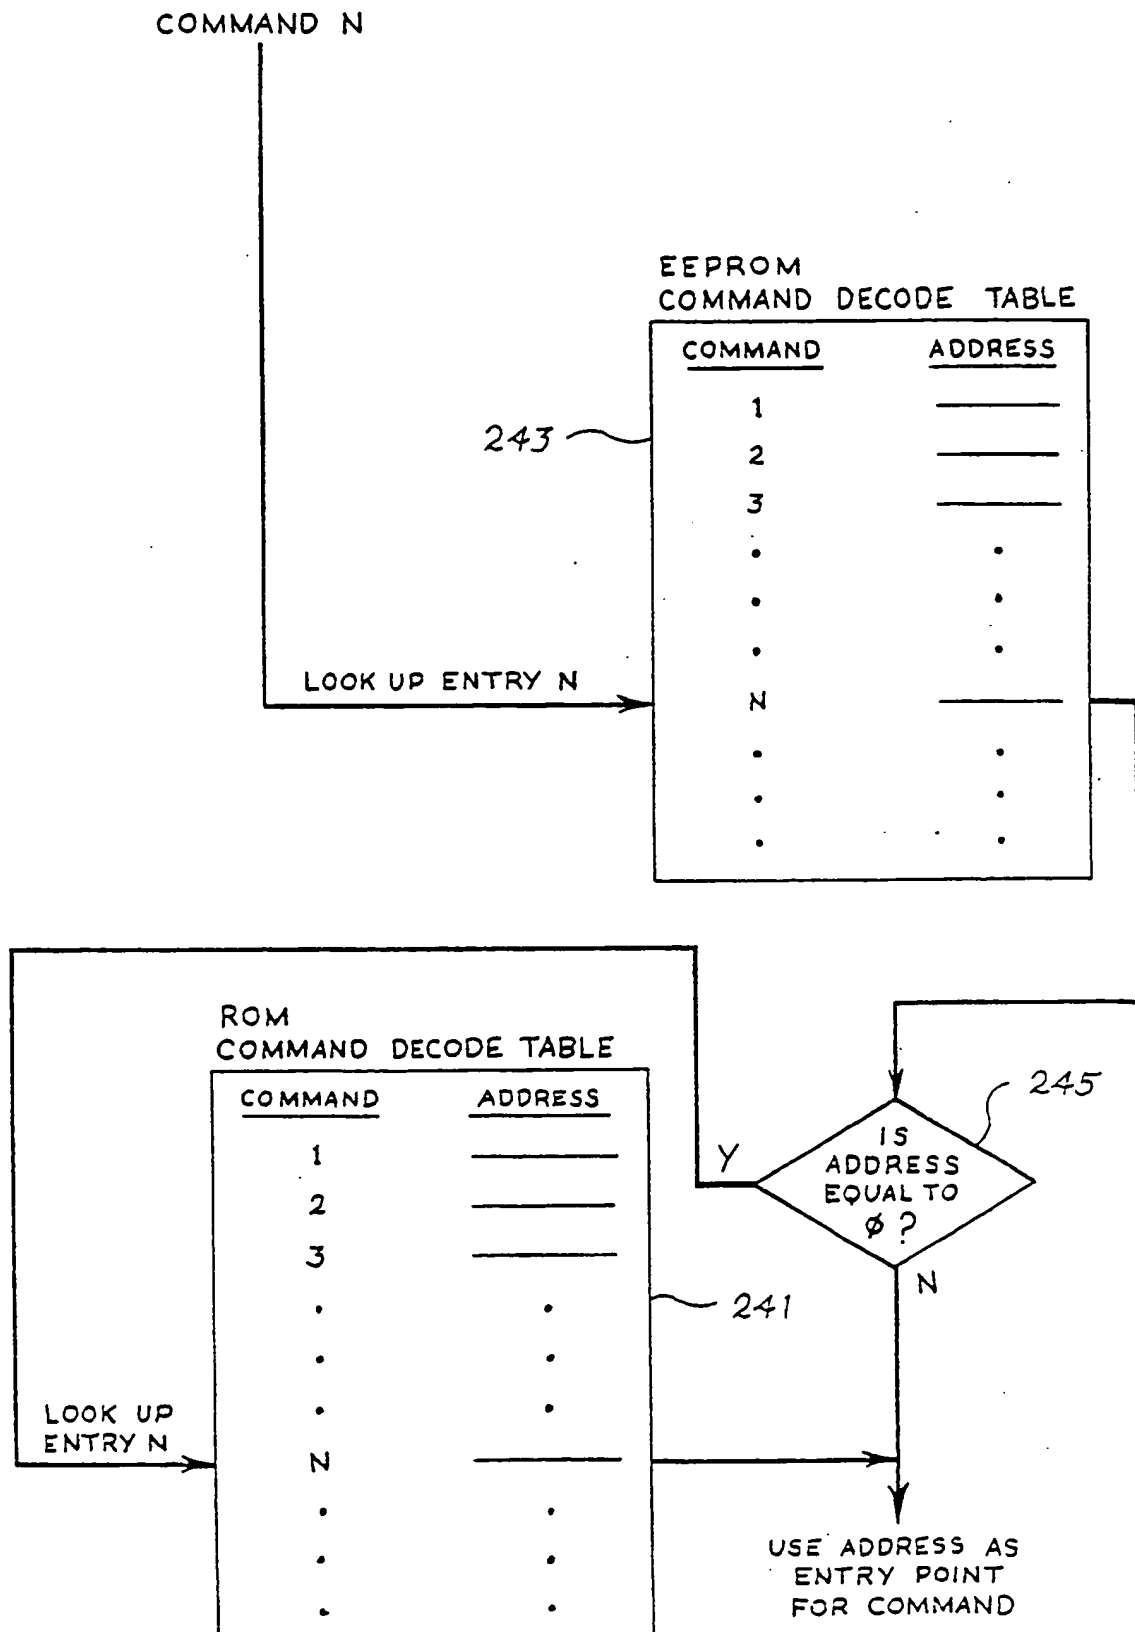 COMMAND N
EEPROM
COMMAND DECODE TABLE
COMMAND ADDRESS
1
243
2
3
LOOK UP ENTRY N
N
ROM
COMMAND DECODE TABLE
COMMAND ADDRESS
1
2
3
241
LOOK UP
ENTRY N
N
245
IS
ADDRESS
EQUAL TO
ø ?
Y
N
USE ADDRESS AS
ENTRY POINT
FOR COMMAND